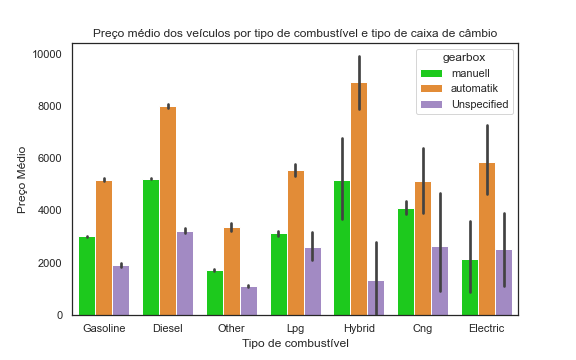 Preço médio dos veículos por tipo de combustível e tipo de caixa de câmbio
gearbox
manuell
automatik
Unspecified
Preço Médio
10000
8000
6000
4000
2000
0
Gasoline Diesel Other Lpg Hybrid Cng Electric
Tipo de combustível